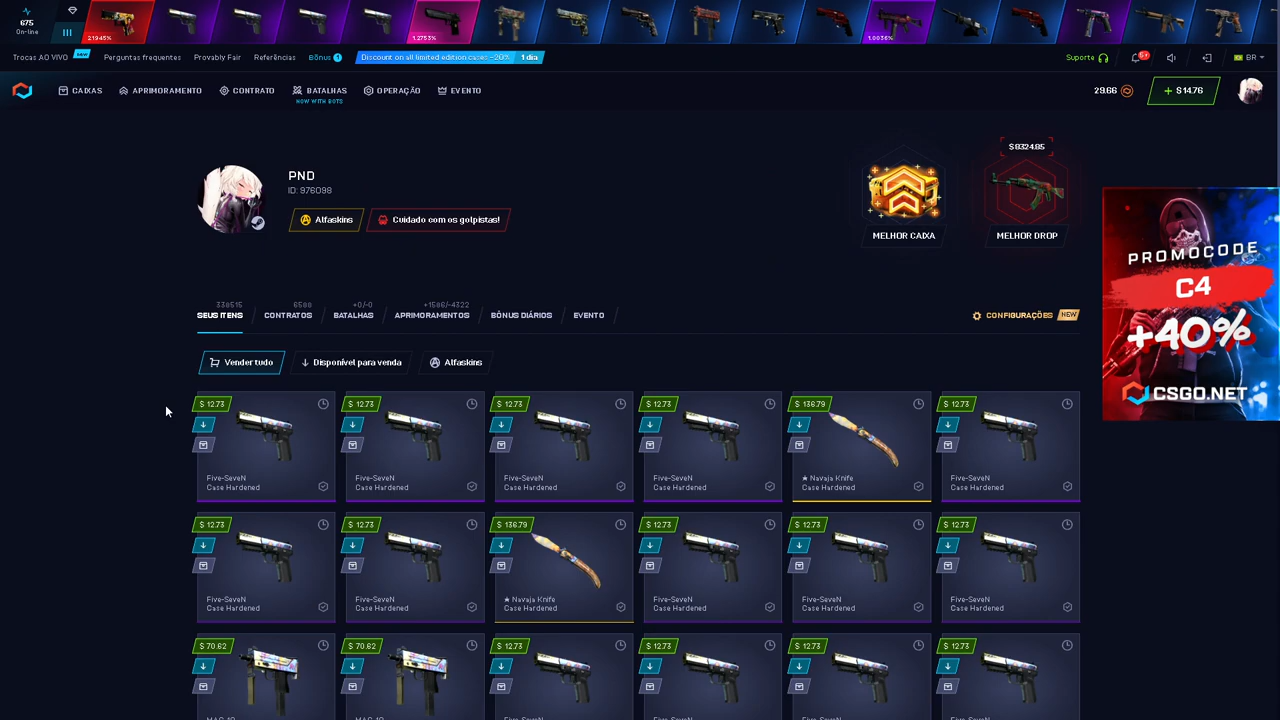 675
On-line
2.1945%
1.2753%
1.0036%
Trocas AO VIVO NEW
Perguntas frequentes
Provably Fair
Referências
Bônus
Discount on all limited edition cases -20% 1 dia
Suporte
5+
BR
CAIXAS
APRIMORAMENTO
CONTRATO
BATALHAS
NOW WITH BOTS
OPERAÇÃO
EVENTO
29.66
+ $ 14.76
PND
ID: 976098
Alfaskins
Cuidado com os golpistas!
MELHOR CAIXA
$ 8324.85
MELHOR DROP
PROMOCODE
C4
+40%
CSGO.NET
338515
SEUS ITENS
6588
CONTRATOS
+0/-0
BATALHAS
+1586/-4322
APRIMORAMENTOS
BÔNUS DIÁRIOS
EVENTO
CONFIGURAÇÕES NEW
Vender tudo
Disponível para venda
Alfaskins
$ 12.73
Five-SeveN
Case Hardened
$ 12.73
Five-SeveN
Case Hardened
$ 12.73
Five-SeveN
Case Hardened
$ 12.73
Five-SeveN
Case Hardened
$ 136.79
★ Navaja Knife
Case Hardened
$ 12.73
Five-SeveN
Case Hardened
$ 12.73
Five-SeveN
Case Hardened
$ 12.73
Five-SeveN
Case Hardened
$ 136.79
★ Navaja Knife
Case Hardened
$ 12.73
Five-SeveN
Case Hardened
$ 12.73
Five-SeveN
Case Hardened
$ 12.73
Five-SeveN
Case Hardened
$ 70.62
$ 70.62
$ 12.73
$ 12.73
$ 12.73
$ 12.73